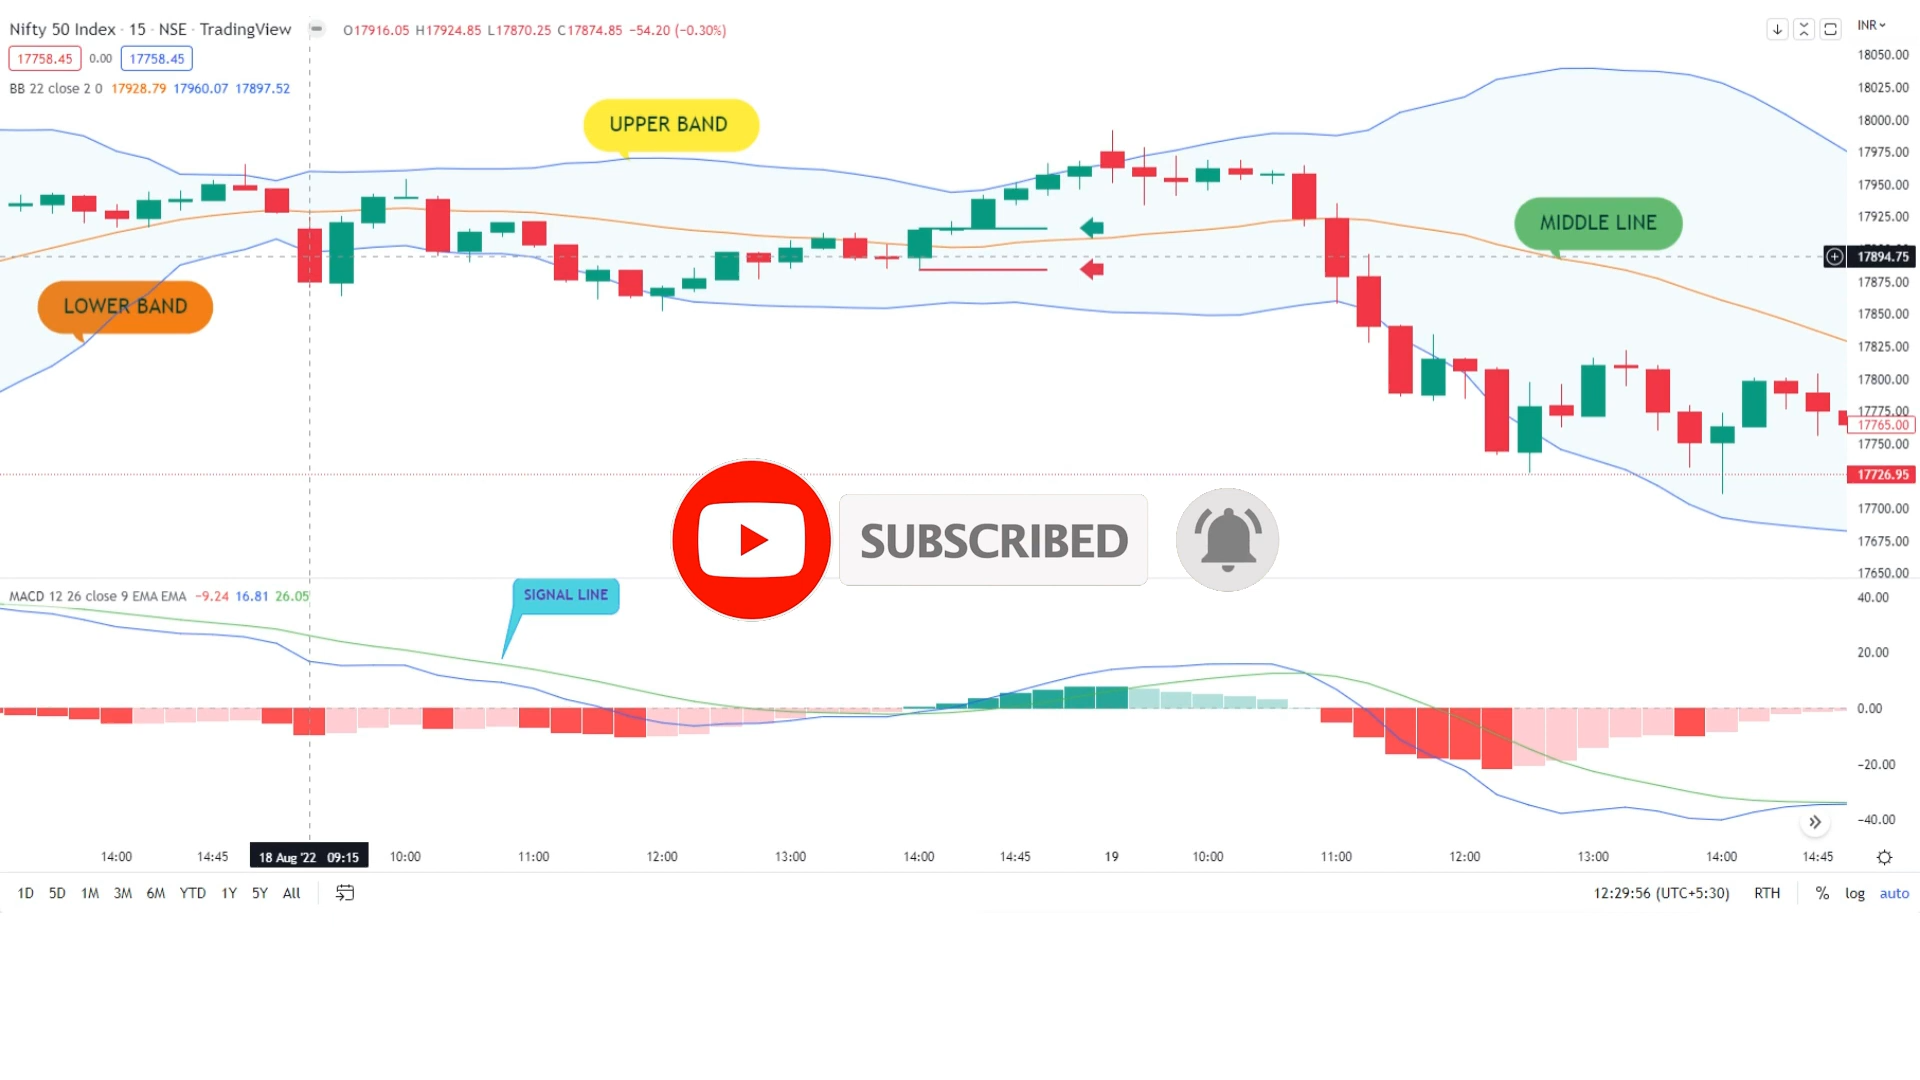 Nifty 50 Index · 15 · NSE · TradingView O17916.05 H17924.85 L17870.25 C17874.85 −54.20 (−0.30%)
INR
17758.45 0.00 17758.45
BB 22 close 2 0 17928.79 17960.07 17897.52
18050.00
18025.00
18000.00
17975.00
17950.00
17925.00
17894.75
17875.00
17850.00
17825.00
17800.00
17775.00
17765.00
17750.00
17726.95
17700.00
17675.00
17650.00
UPPER BAND
MIDDLE LINE
LOWER BAND
SUBSCRIBED
MACD 12 26 close 9 EMA EMA −9.24 16.81 26.05
SIGNAL LINE
40.00
20.00
0.00
−20.00
−40.00
14:00 14:45 18 Aug '22 09:15 10:00 11:00 12:00 13:00 14:00 14:45 19 10:00 11:00 12:00 13:00 14:00 14:45
1D 5D 1M 3M 6M YTD 1Y 5Y All 12:29:56 (UTC+5:30) RTH % log auto